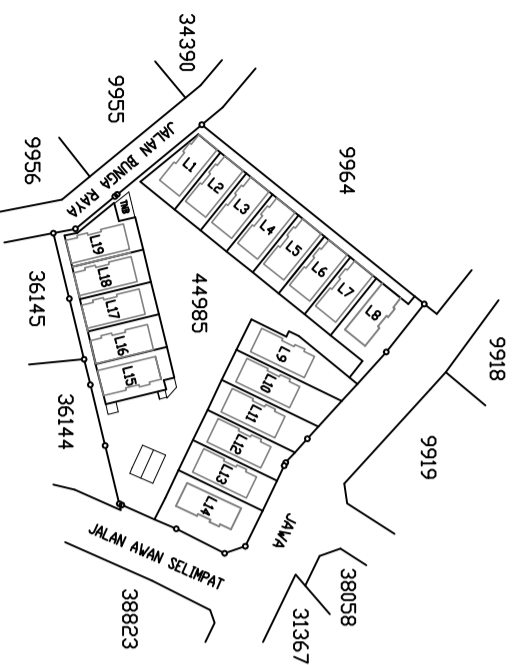 34390
9955
9956
JALAN BUNGA RAYA
9964
L1
L2
L3
L4
L5
L6
L7
L8
TNB
L19
L18
L17
L16
L15
44985
36145
36144
L9
L10
L11
L12
L13
L14
9918
9919
JAWA
JALAN AWAN SELIMPAT
38823
38058
31367